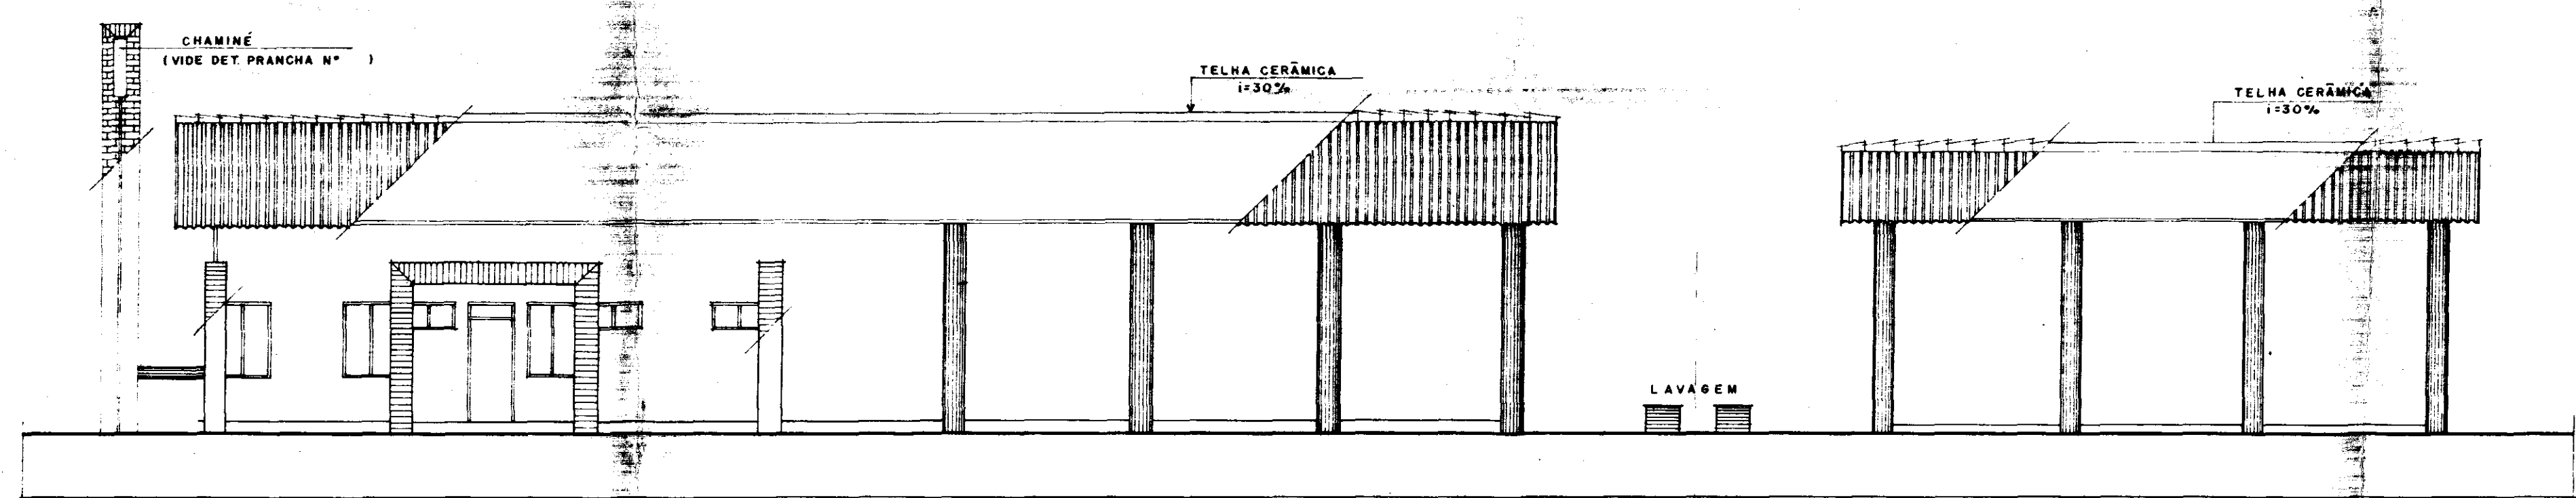 CHAMINÉ
(VIDE DET. PRANCHA Nº )
TELHA CERÂMICA
i=30%
TELHA CERÂMICA
i=30%
LAVAGEM